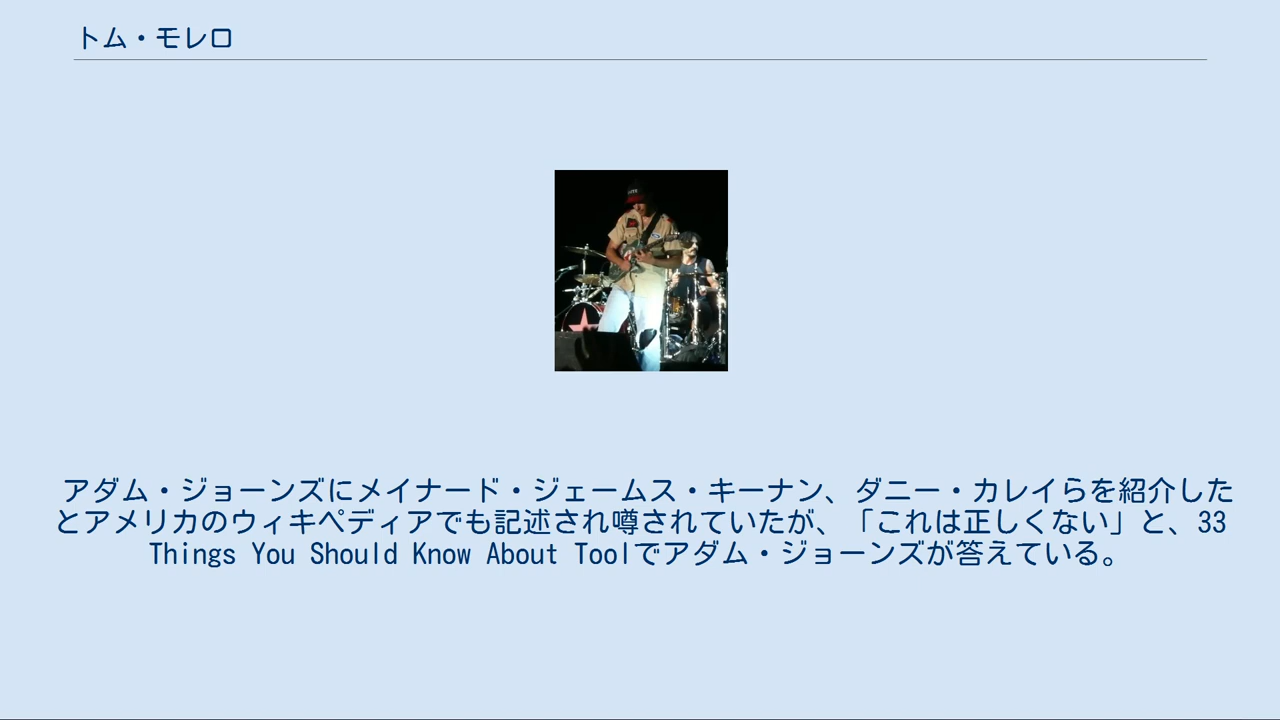 トム・モレロ
アダム・ジョーンズにメイナード・ジェームス・キーナン、ダニー・カレイらを紹介した
とアメリカのウィキペディアでも記述され噂されていたが、「これは正しくない」と、33
Things You Should Know About Toolでアダム・ジョーンズが答えている。